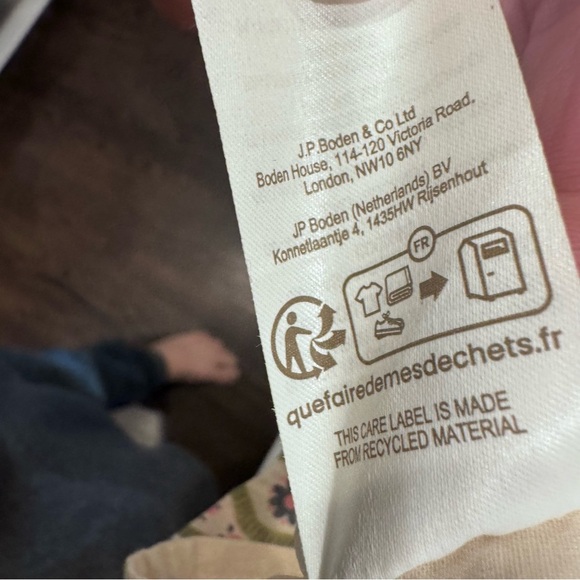 J.P.Boden & Co Ltd
Boden House, 114-120 Victoria Road,
London, NW10 6NY
JP Boden (Netherlands) BV
Konnetlaantje 4, 1435HW Rijsenhout
FR
quefairedemesdechets.fr
THIS CARE LABEL IS MADE
FROM RECYCLED MATERIAL